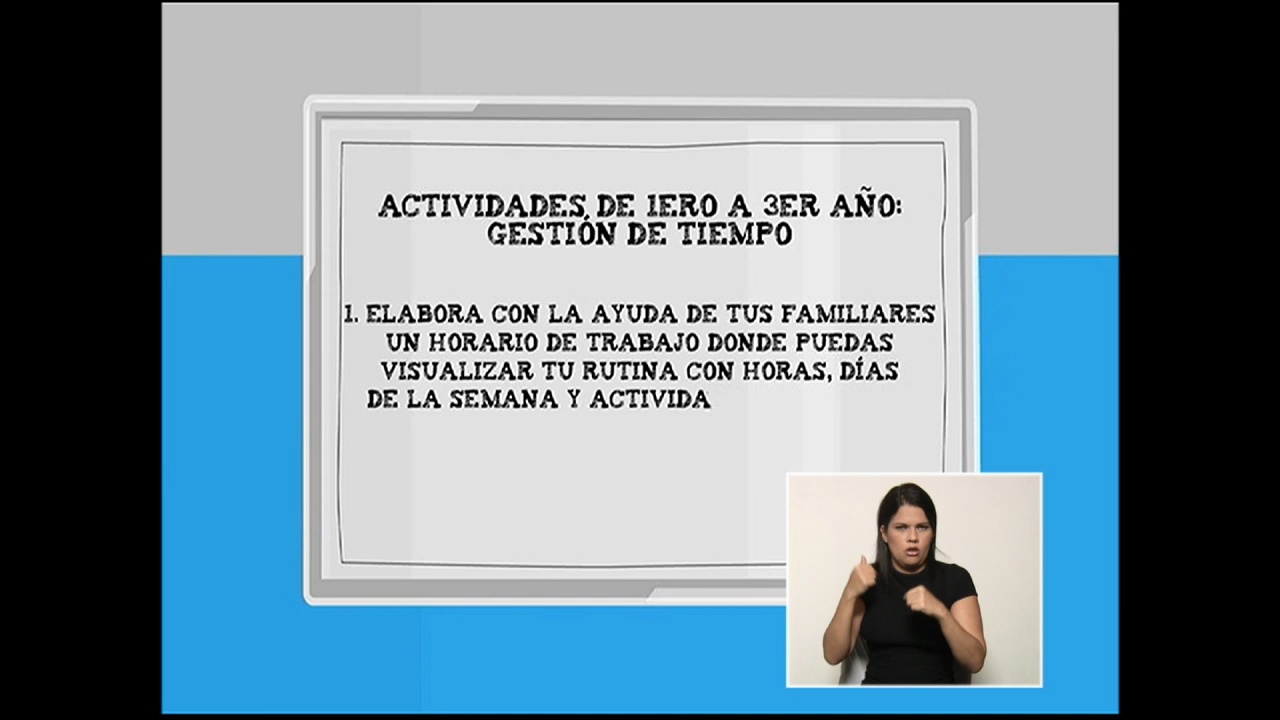 ACTIVIDADES DE 1ERO A 3ER AÑO:
GESTIÓN DE TIEMPO
1. ELABORA CON LA AYUDA DE TUS FAMILIARES
UN HORARIO DE TRABAJO DONDE PUEDAS
VISUALIZAR TU RUTINA CON HORAS, DÍAS
DE LA SEMANA Y ACTIVIDA